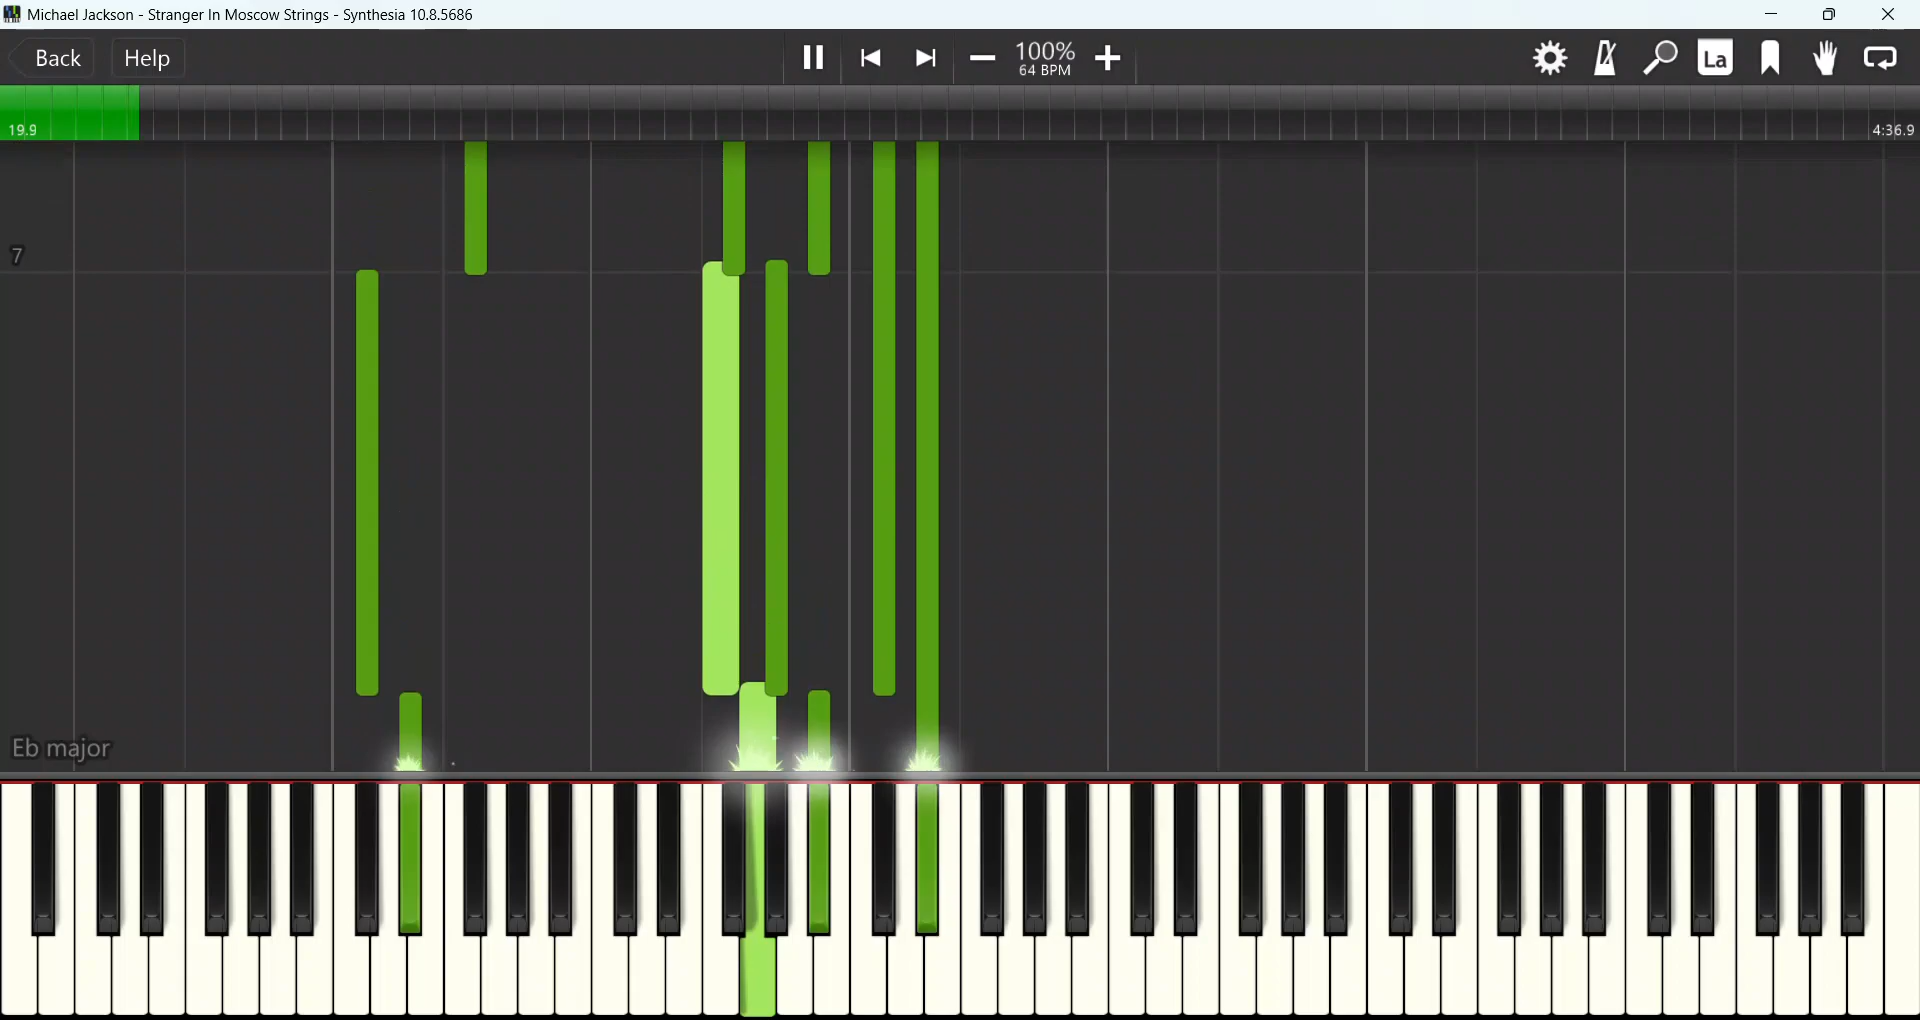 Michael Jackson - Stranger In Moscow Strings - Synthesia 10.8.5686
Back
Help
100%
64 BPM
La
19.9
4:36.9
7
Eb major